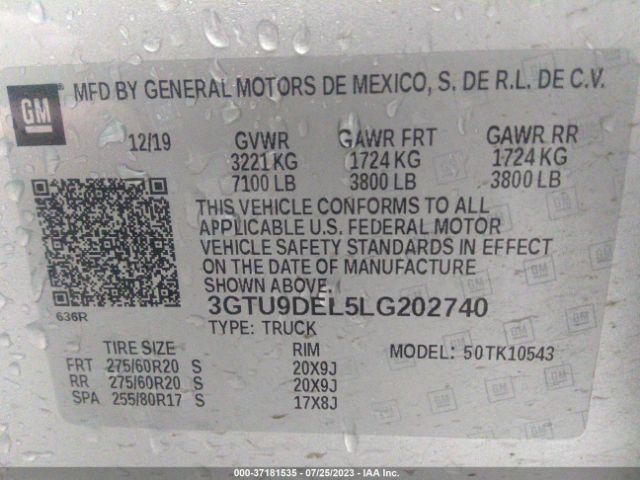 GM
MFD BY GENERAL MOTORS DE MEXICO, S. DE R.L. DE C.V.
12/19 GVWR GAWR FRT GAWR RR
3221 KG 1724 KG 1724 KG
7100 LB 3800 LB 3800 LB
THIS VEHICLE CONFORMS TO ALL
APPLICABLE U.S. FEDERAL MOTOR
VEHICLE SAFETY STANDARDS IN EFFECT
ON THE DATE OF MANUFACTURE
SHOWN ABOVE.
636R
3GTU9DEL5LG202740
TYPE: TRUCK
TIRE SIZE RIM MODEL: 50TK10543
FRT 275/60R20 S 20X9J
RR 275/60R20 S 20X9J
SPA 255/80R17 S 17X8J
000-37181535 - 07/25/2023 - IAA Inc.